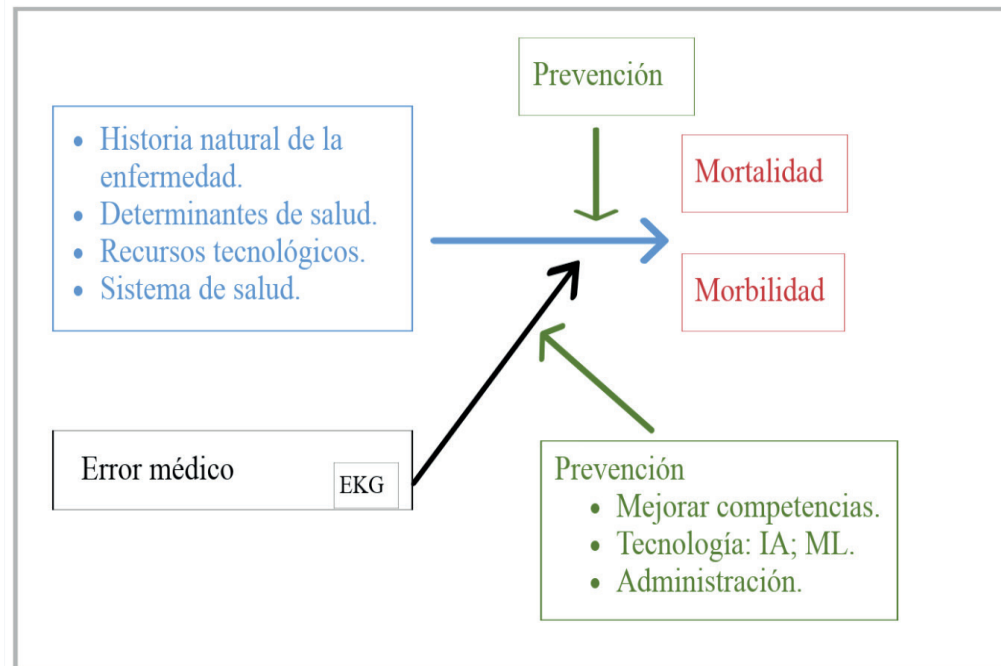 Prevención
• Historia natural de la
enfermedad.
• Determinantes de salud.
• Recursos tecnológicos.
• Sistema de salud.
Mortalidad
Morbilidad
Error médico
EKG
Prevención
• Mejorar competencias.
• Tecnología: IA; ML.
• Administración.